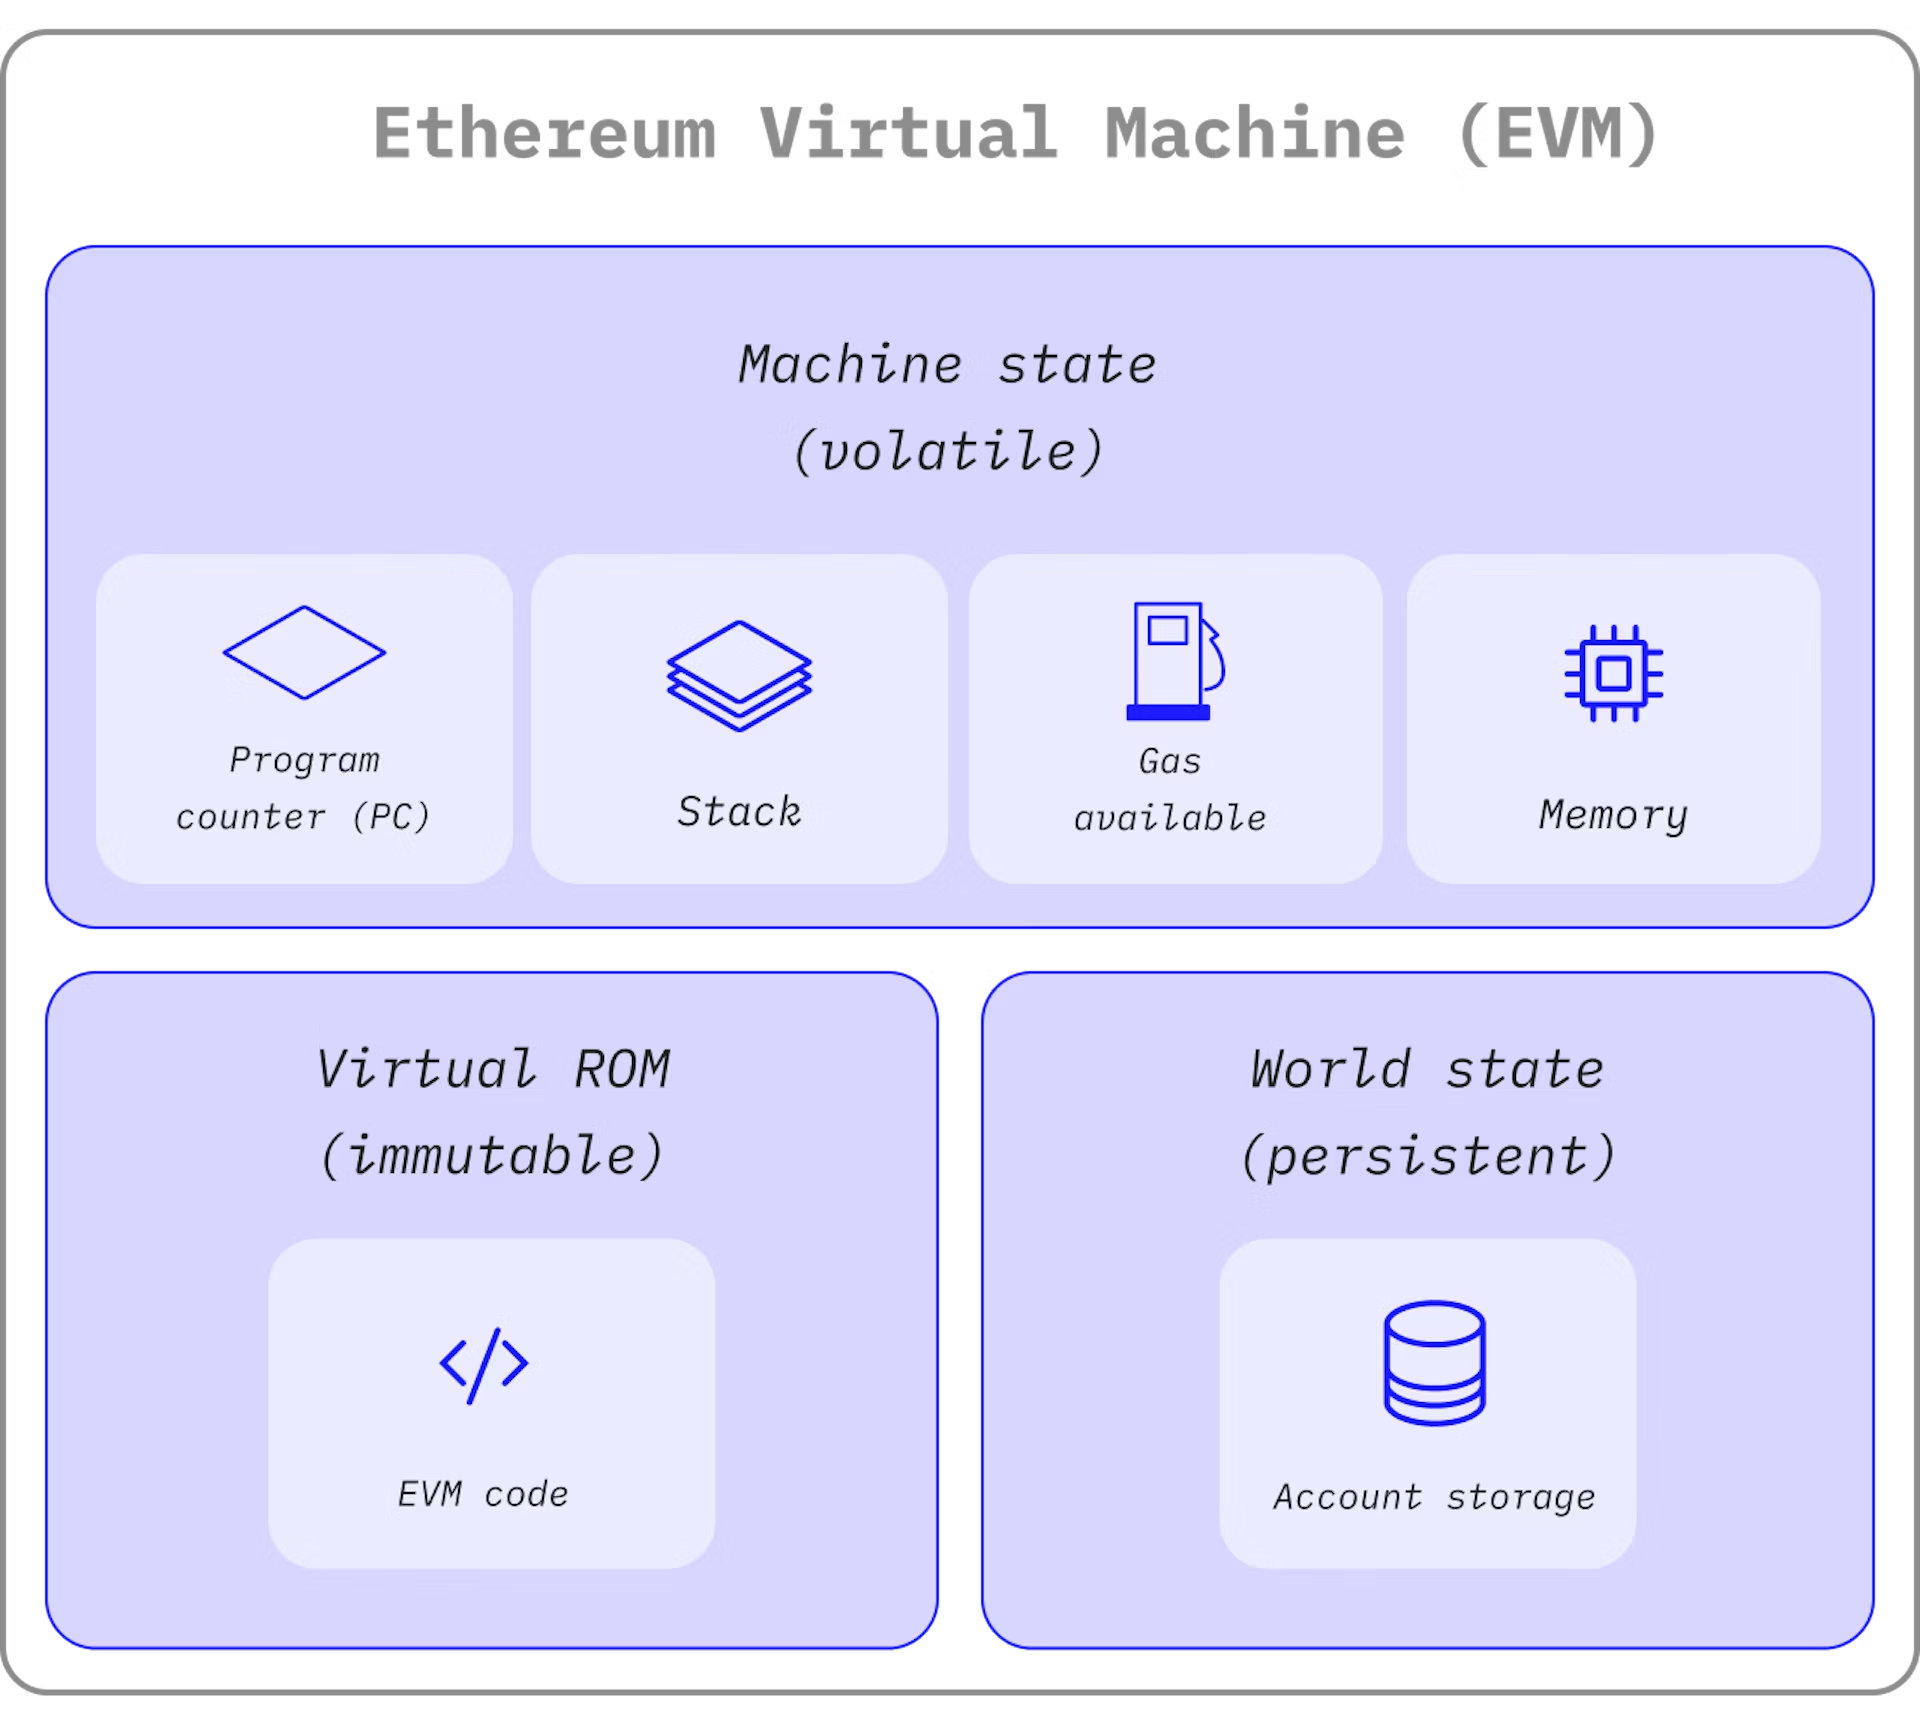 Ethereum Virtual Machine (EVM)
Machine state
(volatile)
Program
counter (PC)
Stack
Gas
available
Memory
Virtual ROM
(immutable)
EVM code
World state
(persistent)
Account storage